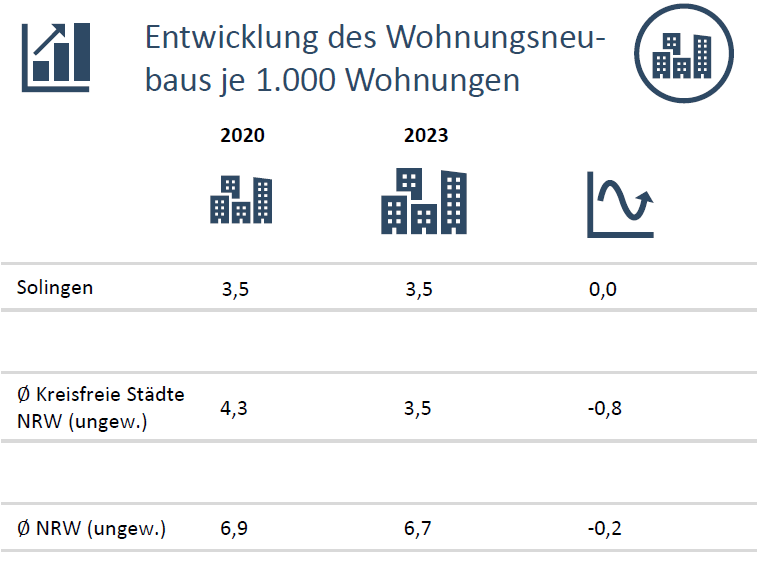 Entwicklung des Wohnungsneu-
baus je 1.000 Wohnungen
2020 2023
Solingen 3,5 3,5 0,0
Ø Kreisfreie Städte
NRW (ungew.) 4,3 3,5 -0,8
Ø NRW (ungew.) 6,9 6,7 -0,2